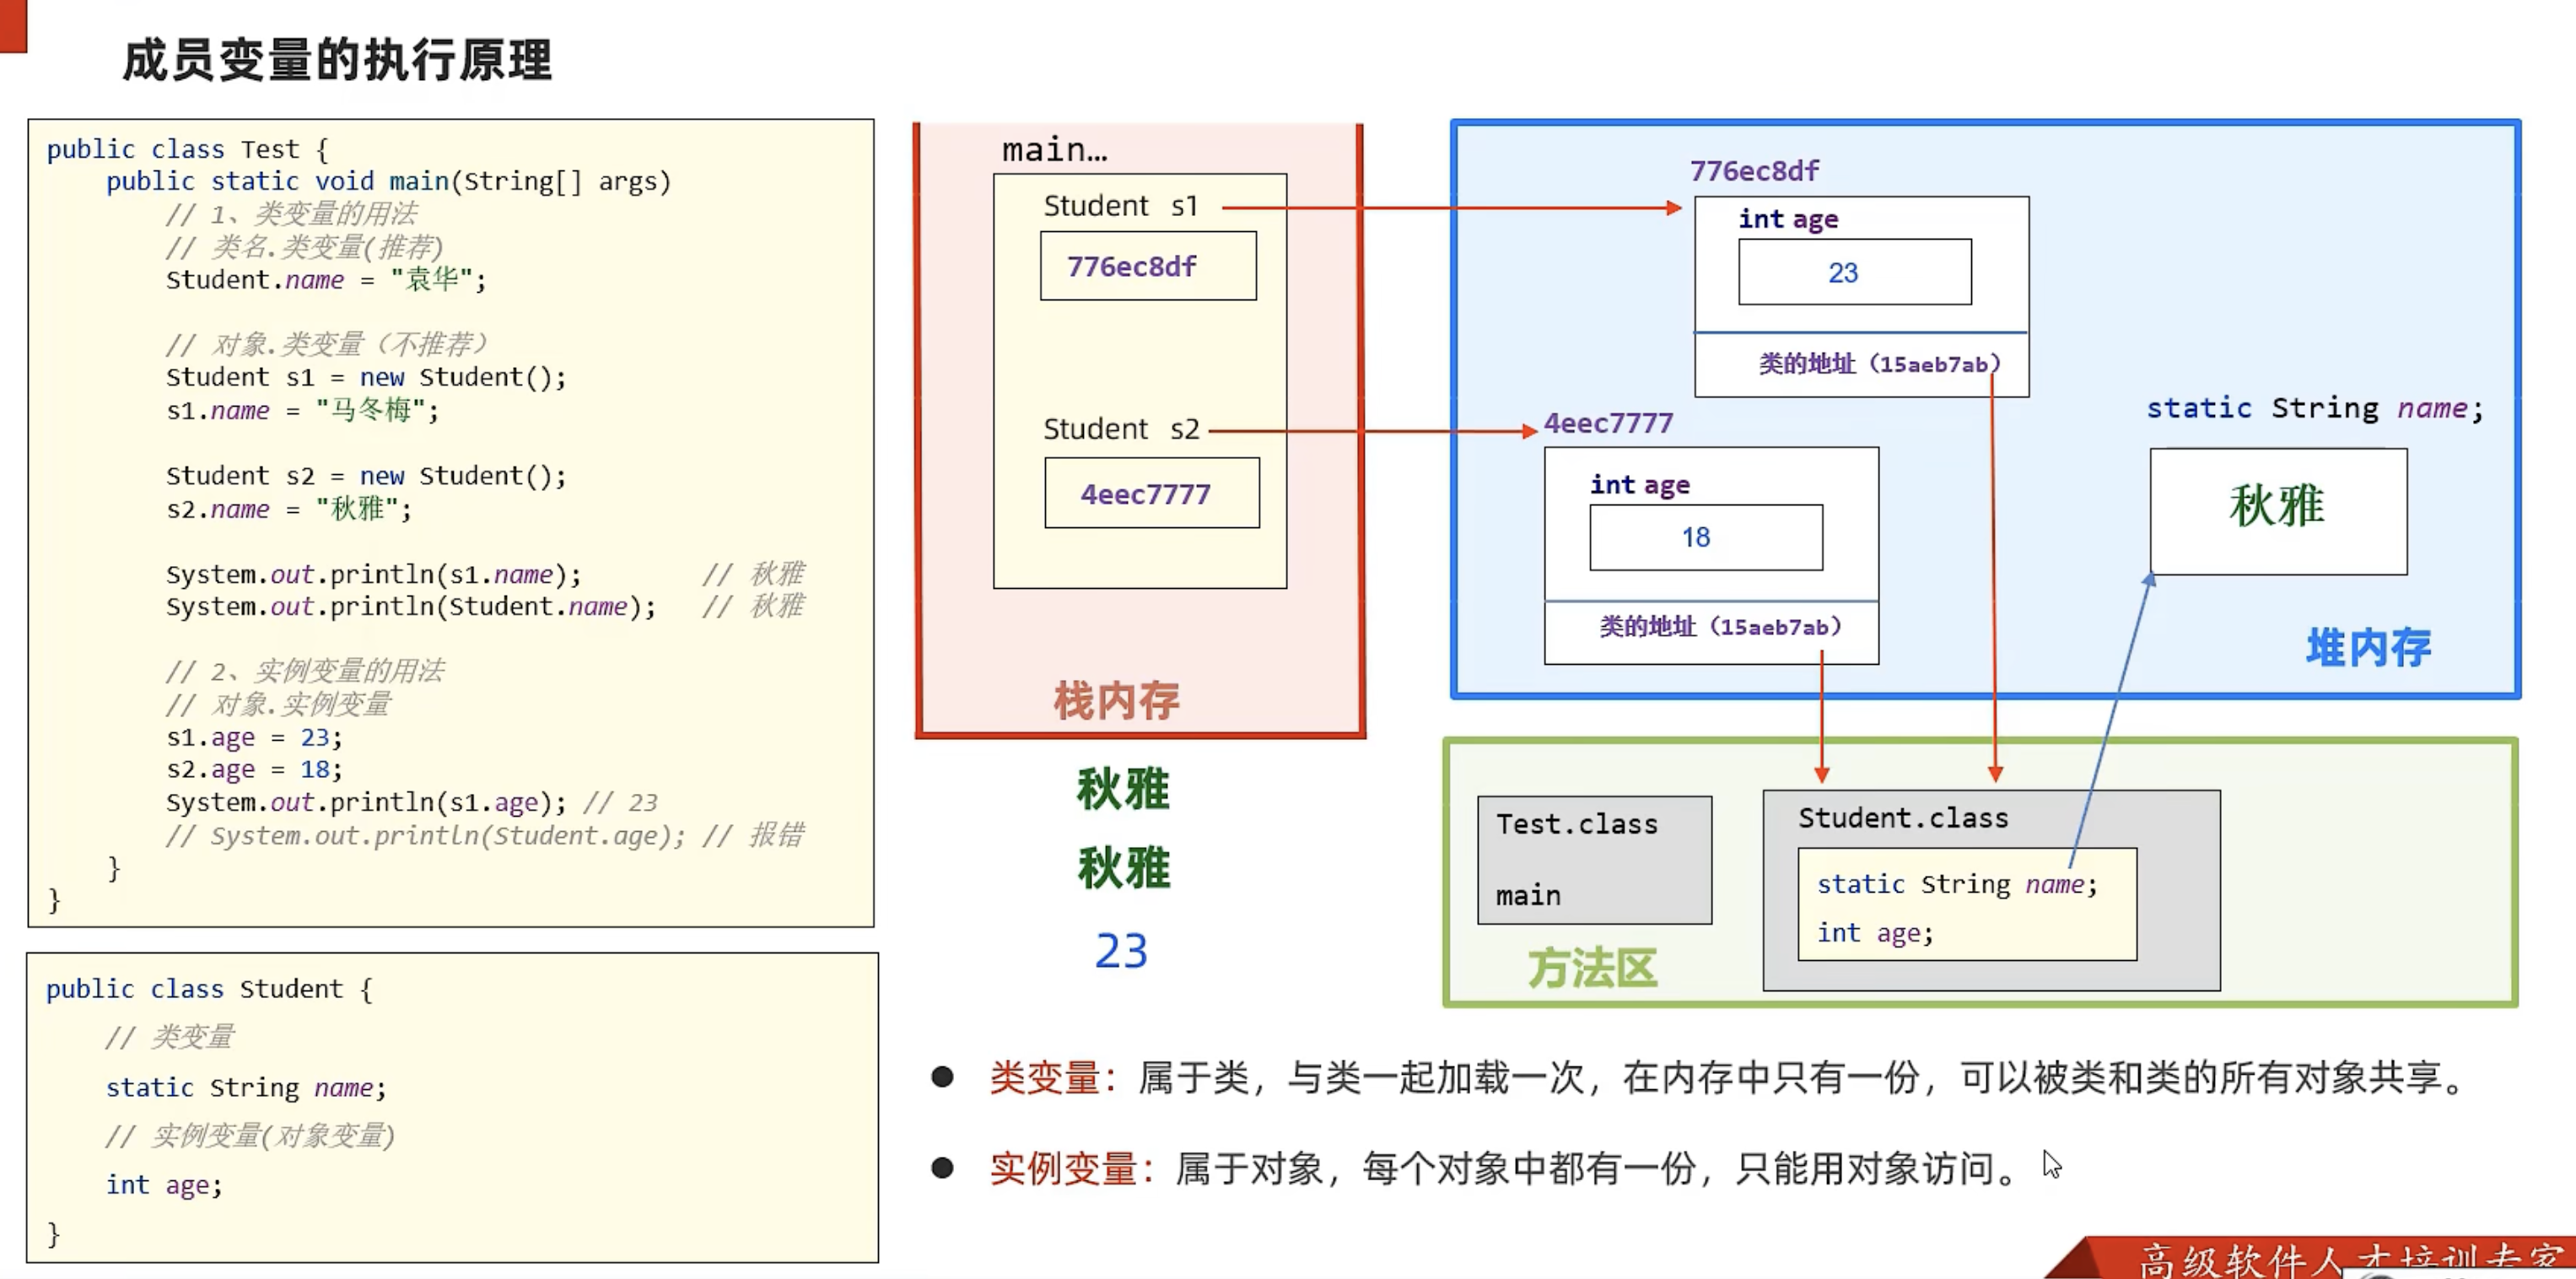 成员变量的执行原理
public class Test {
public static void main(String[] args)
// 1、类变量的用法
// 类名.类变量(推荐)
Student.name = "袁华";
// 对象.类变量（不推荐）
Student s1 = new Student();
s1.name = "马冬梅";
Student s2 = new Student();
s2.name = "秋雅";
System.out.println(s1.name); // 秋雅
System.out.println(Student.name); // 秋雅
// 2、实例变量的用法
// 对象.实例变量
s1.age = 23;
s2.age = 18;
System.out.println(s1.age); // 23
// System.out.println(Student.age); // 报错
}
}
public class Student {
// 类变量
static String name;
// 实例变量(对象变量)
int age;
}
main…
Student s1
776ec8df
Student s2
4eec7777
栈内存
秋雅
秋雅
23
776ec8df
int age
23
类的地址（15aeb7ab）
4eec7777
int age
18
类的地址（15aeb7ab）
static String name;
秋雅
堆内存
Test.class
main
方法区
Student.class
static String name;
int age;
● 类变量：属于类，与类一起加载一次，在内存中只有一份，可以被类和类的所有对象共享。
● 实例变量：属于对象，每个对象中都有一份，只能用对象访问。
高级软件人才培训专家